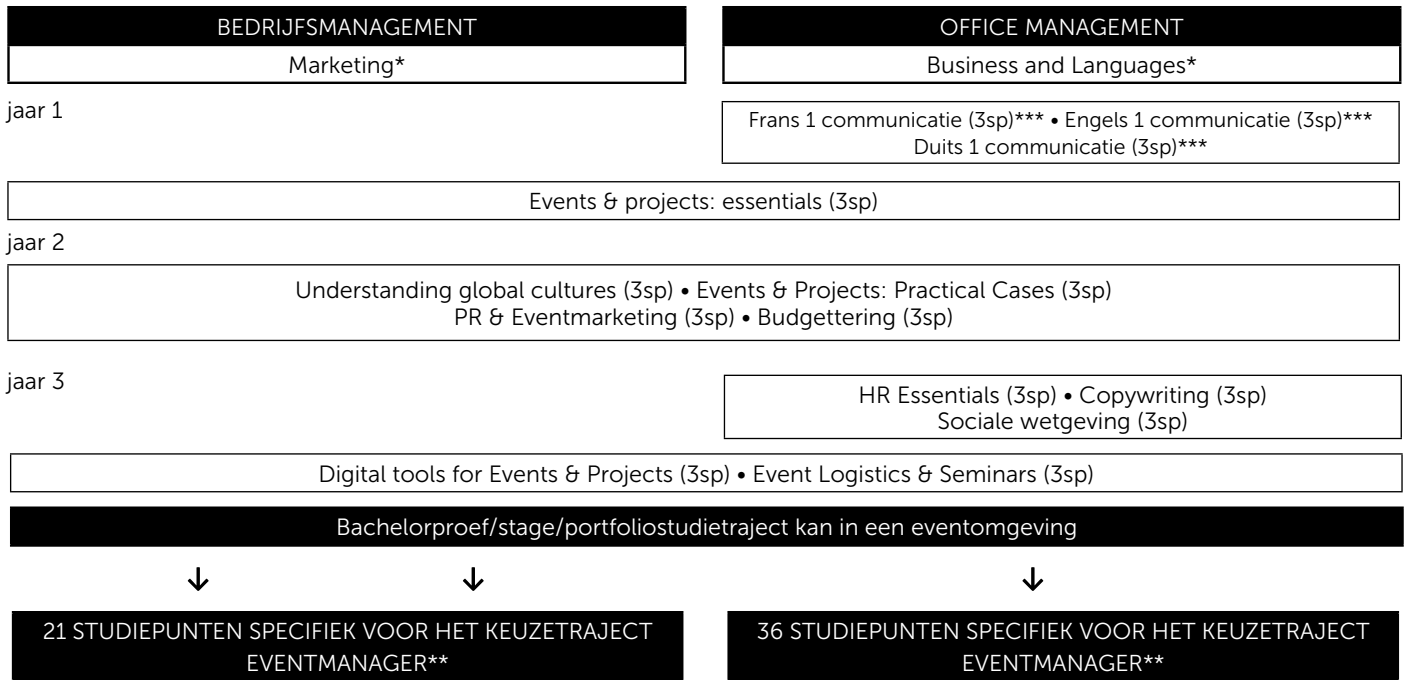 BEDRIJFSMANAGEMENT
Marketing*
OFFICE MANAGEMENT
Business and Languages*
jaar 1
Frans 1 communicatie (3sp)*** • Engels 1 communicatie (3sp)***
Duits 1 communicatie (3sp)***
Events & projects: essentials (3sp)
jaar 2
Understanding global cultures (3sp) • Events & Projects: Practical Cases (3sp)
PR & Eventmarketing (3sp) • Budgettering (3sp)
jaar 3
HR Essentials (3sp) • Copywriting (3sp)
Sociale wetgeving (3sp)
Digital tools for Events & Projects (3sp) • Event Logistics & Seminars (3sp)
Bachelorproef/stage/portfoliostudietraject kan in een eventomgeving
21 STUDIEPUNTEN SPECIFIEK VOOR HET KEUZETRAJECT
EVENTMANAGER**
36 STUDIEPUNTEN SPECIFIEK VOOR HET KEUZETRAJECT
EVENTMANAGER**